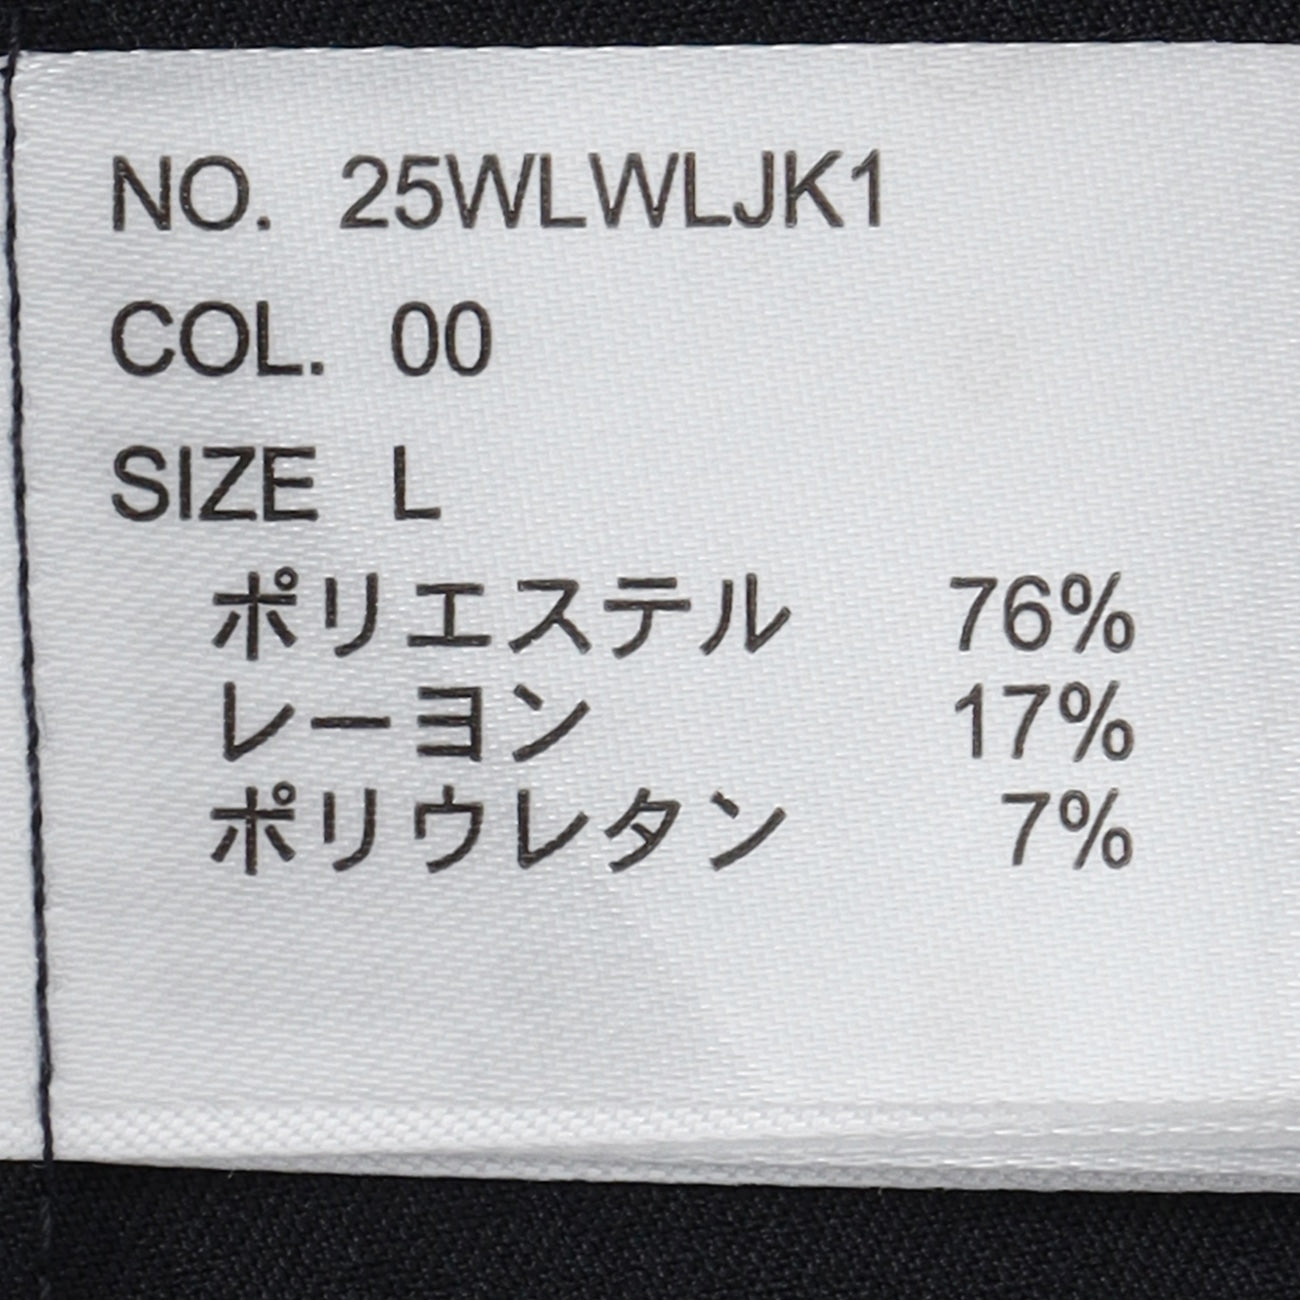 NO. 25WLWLJK1
COL. 00
SIZE L
ポリエステル 76%
レーヨン 17%
ポリウレタン 7%